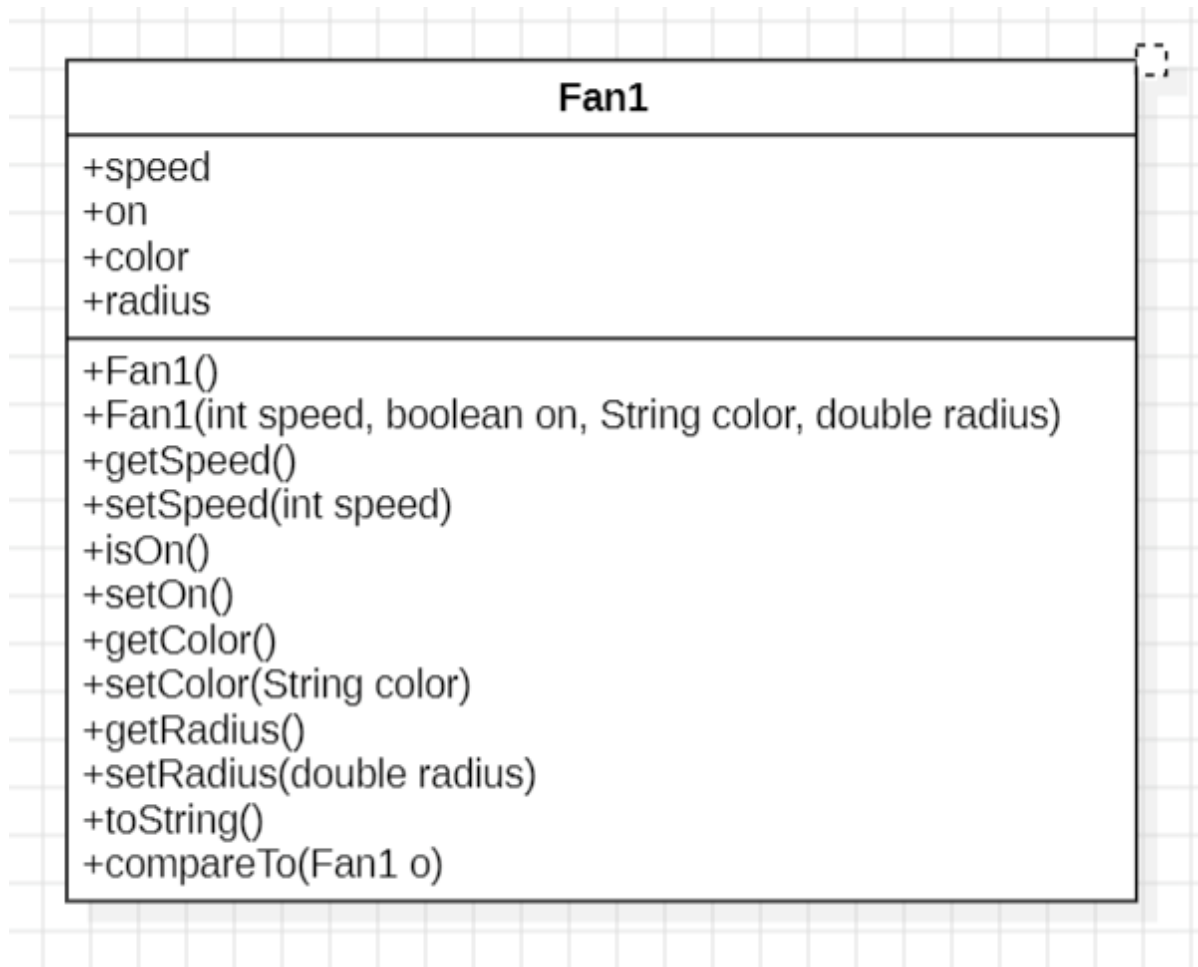 Fan1
+speed
+on
+color
+radius
+Fan1()
+Fan1(int speed, boolean on, String color, double radius)
+getSpeed()
+setSpeed(int speed)
+isOn()
+setOn()
+getColor()
+setColor(String color)
+getRadius()
+setRadius(double radius)
+toString()
+compareTo(Fan1 o)